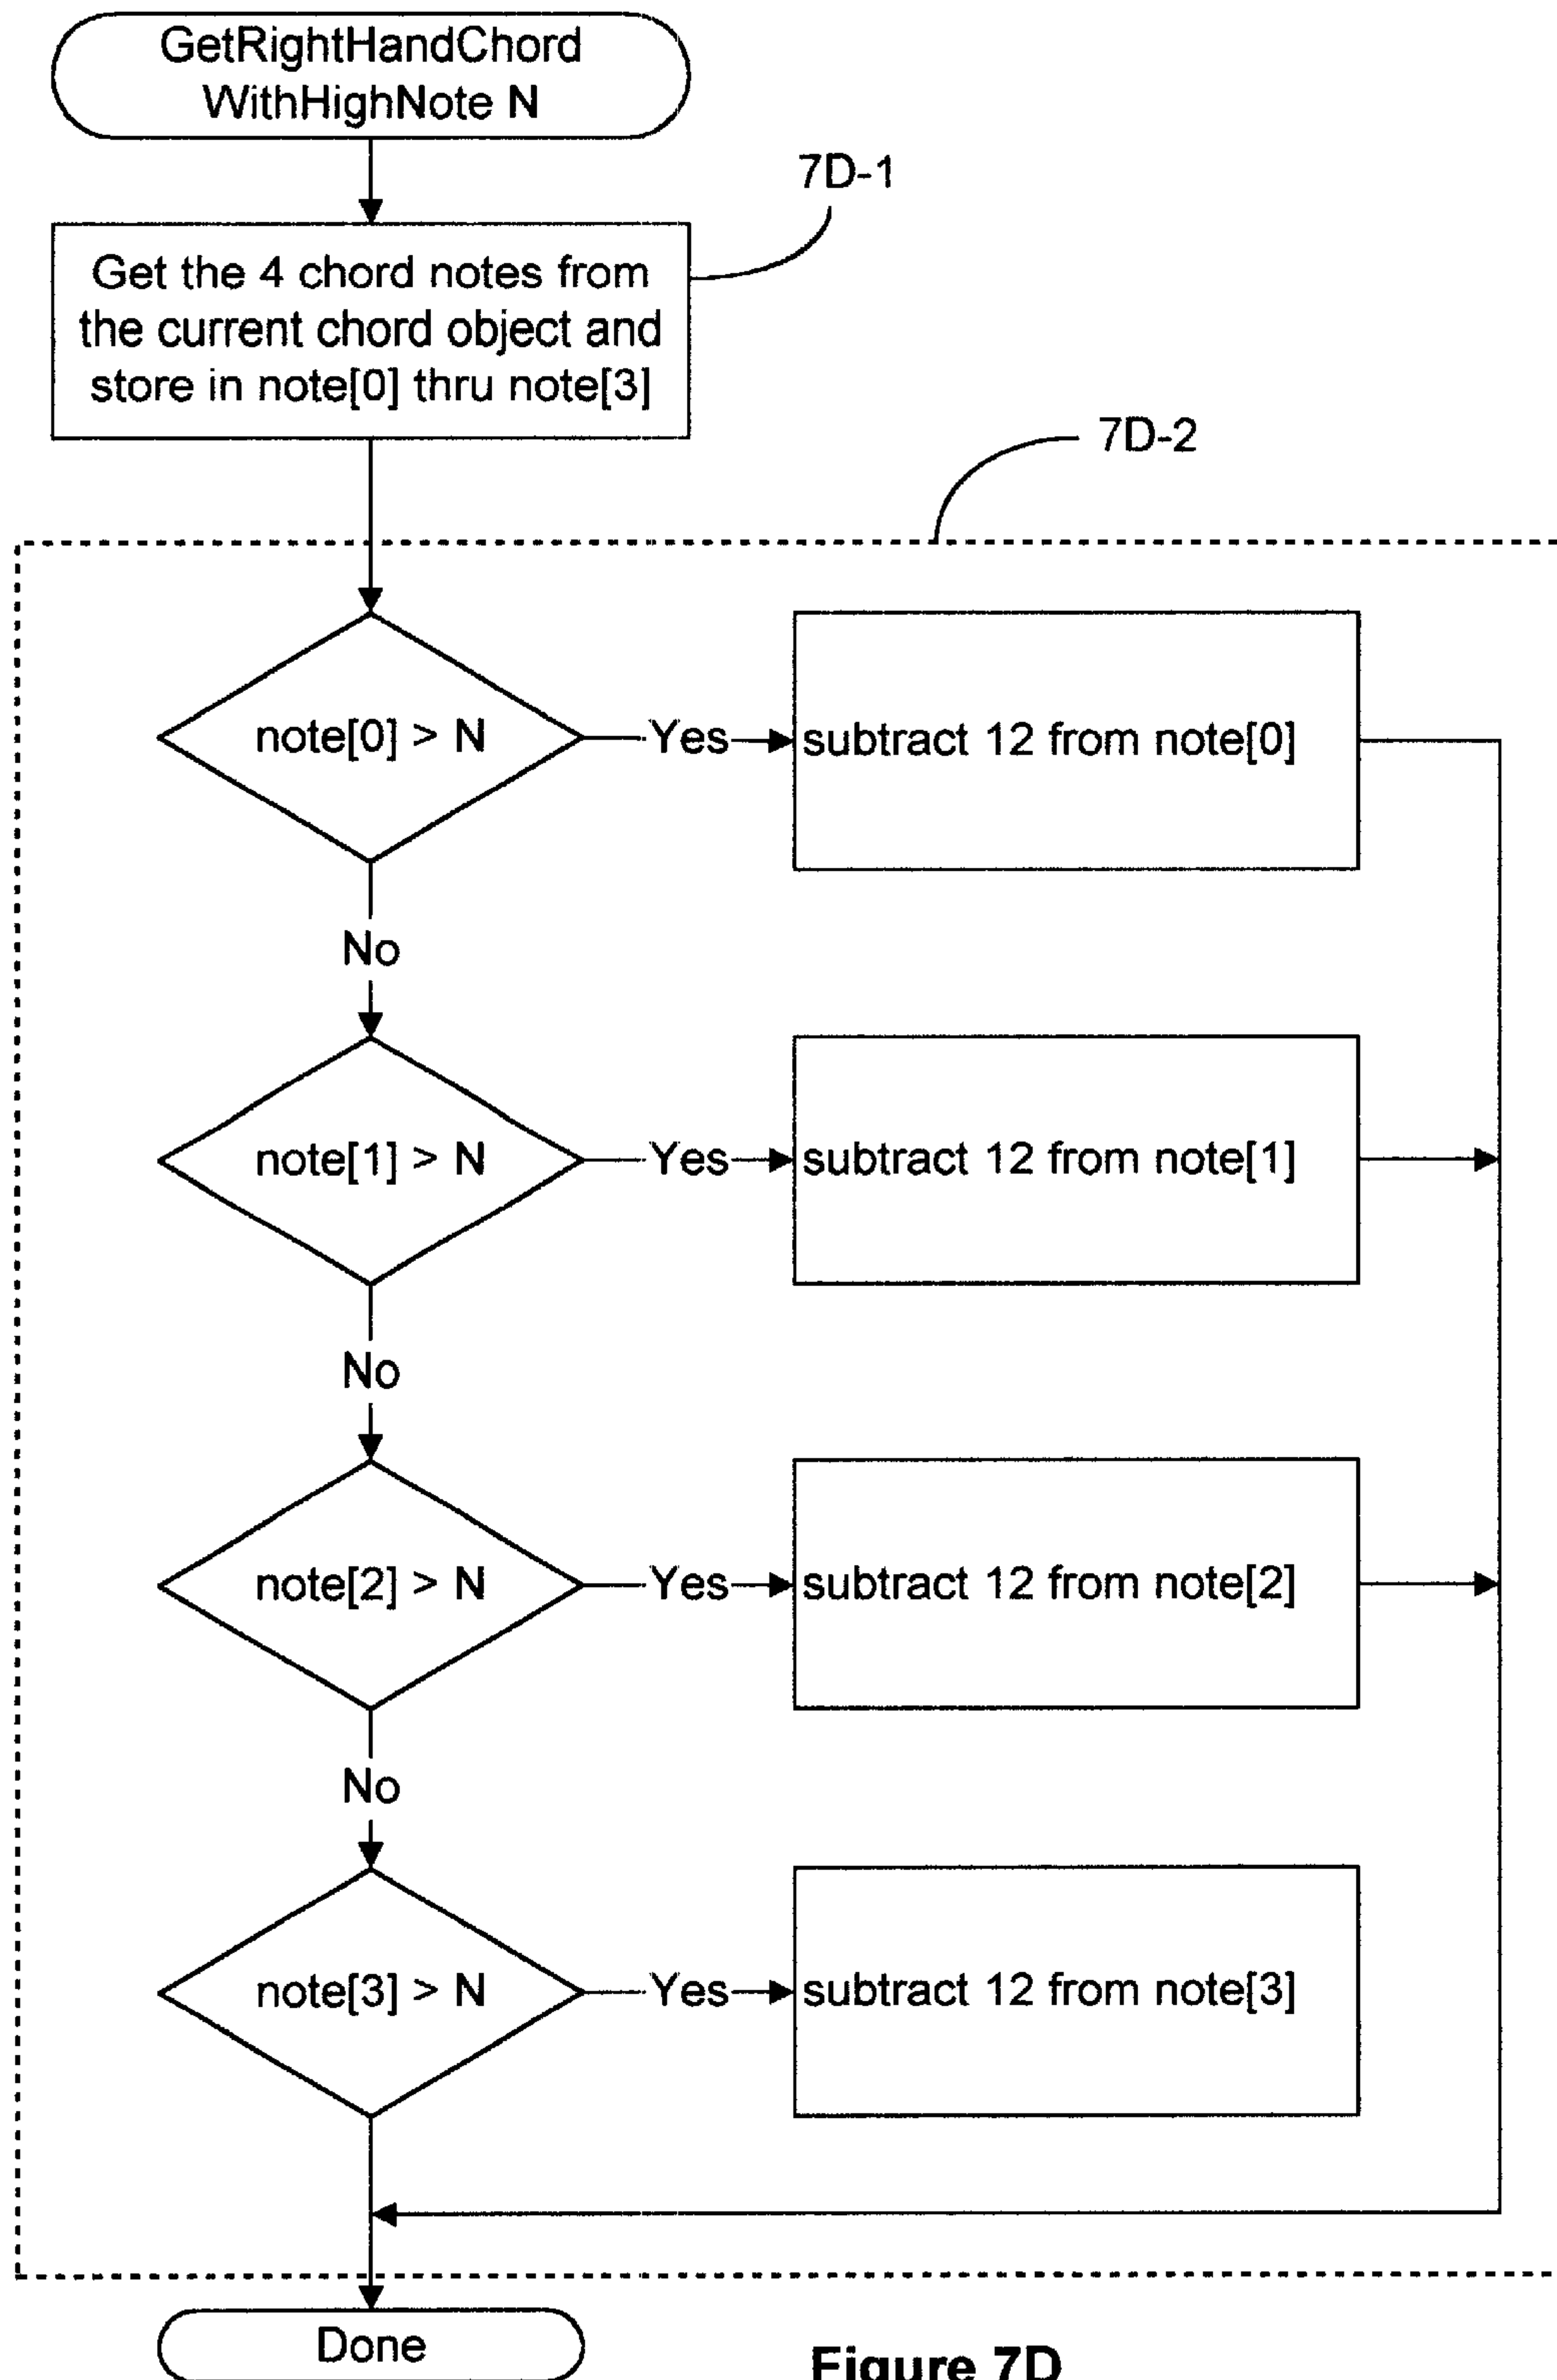 GetRightHandChord
WithHighNote N
7D-1
Get the 4 chord notes from
the current chord object and
store in note[0] thru note[3]
7D-2
note[0] > N
Yes
subtract 12 from note[0]
No
note[1] > N
Yes
subtract 12 from note[1]
No
note[2] > N
Yes
subtract 12 from note[2]
No
note[3] > N
Yes
subtract 12 from note[3]
Done
Figure 7D